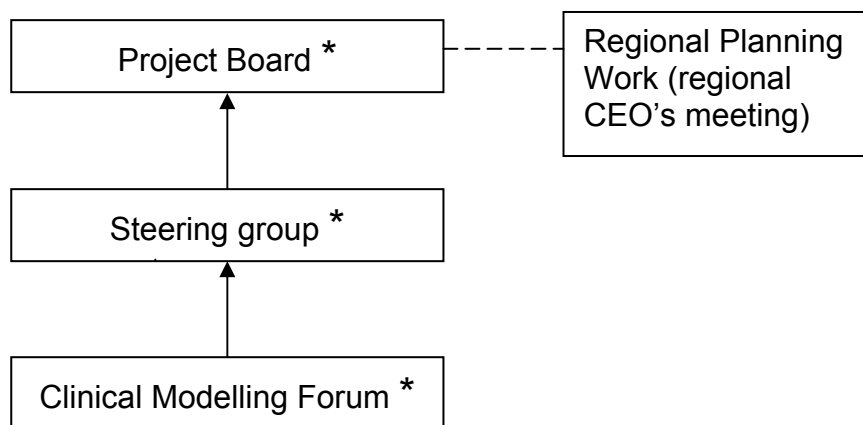 Project Board *
Regional Planning
Work (regional
CEO’s meeting)
Steering group *
Clinical Modelling Forum *